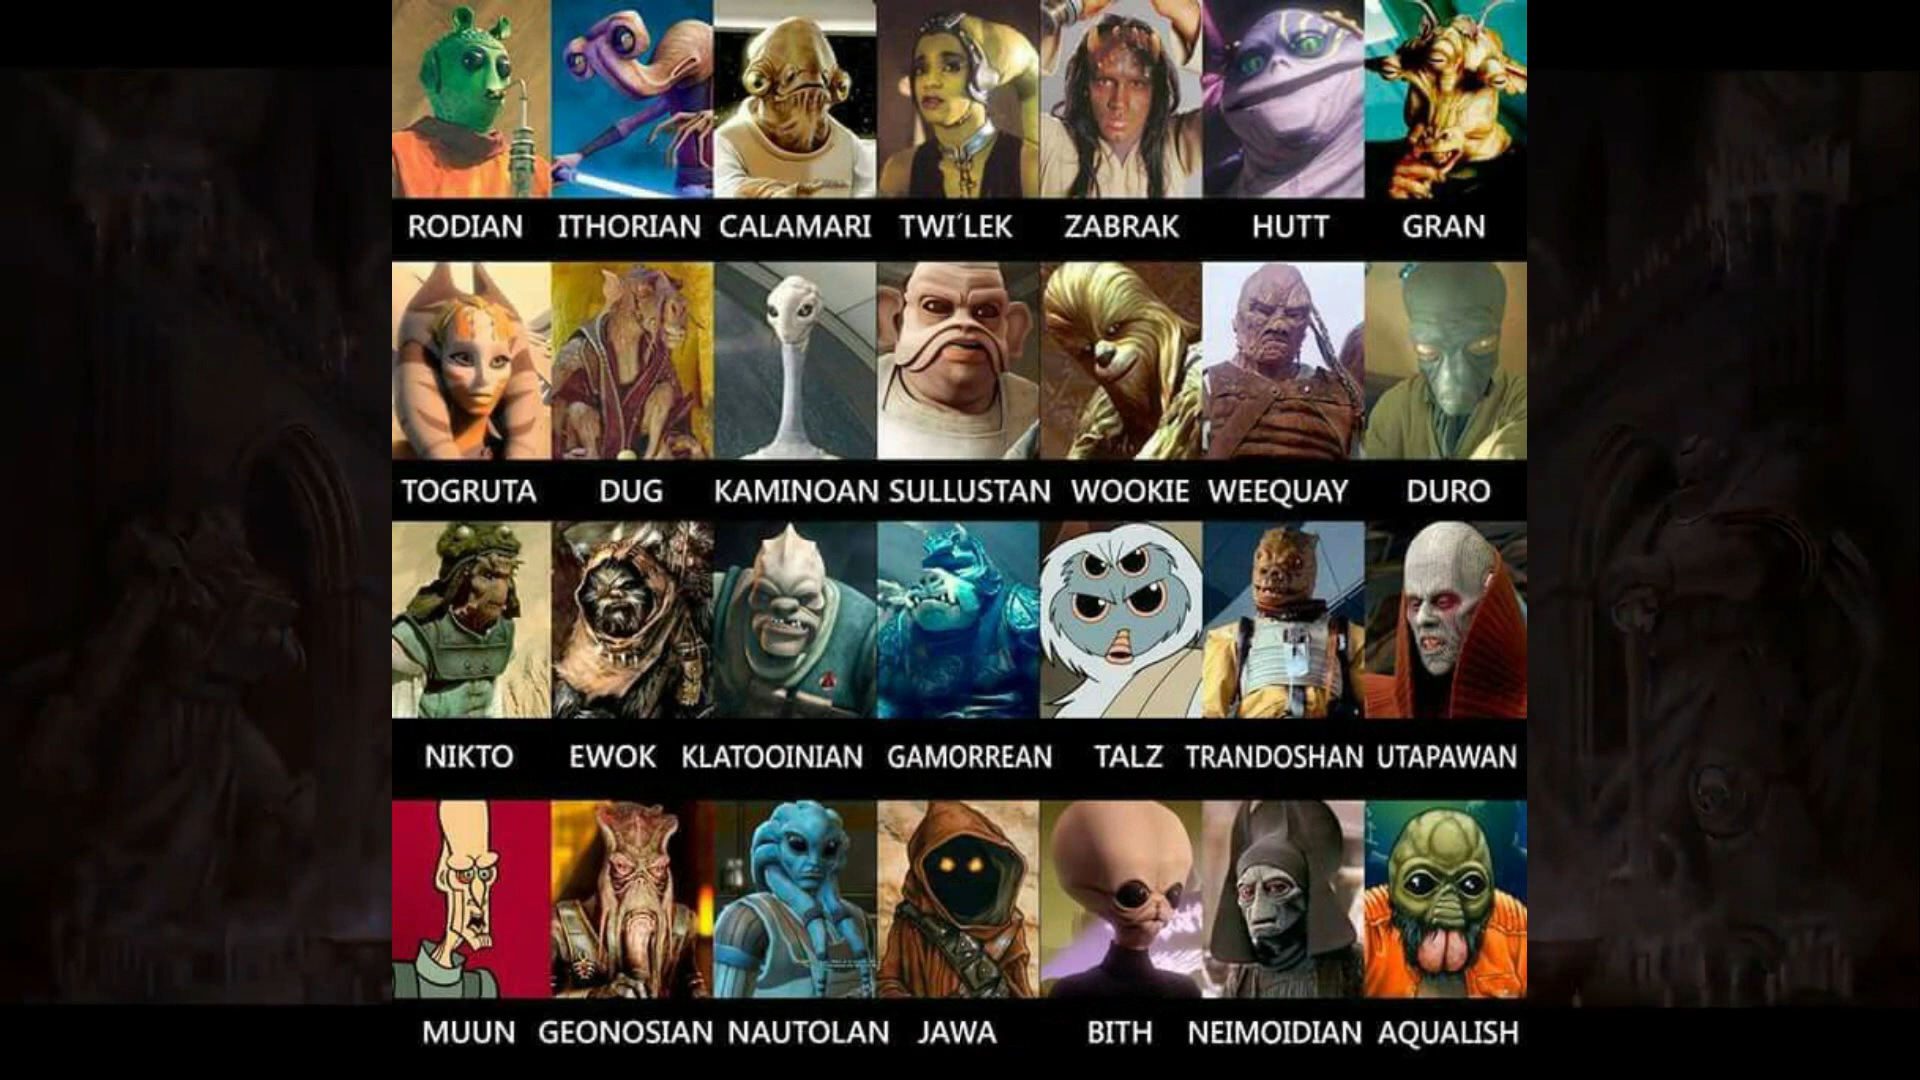 RODIAN ITHORIAN CALAMARI TWI´LEK ZABRAK HUTT GRAN
TOGRUTA DUG KAMINOAN SULLUSTAN WOOKIE WEEQUAY DURO
NIKTO EWOK KLATOOINIAN GAMORREAN TALZ TRANDOSHAN UTAPAWAN
MUUN GEONOSIAN NAUTOLAN JAWA BITH NEIMOIDIAN AQUALISH